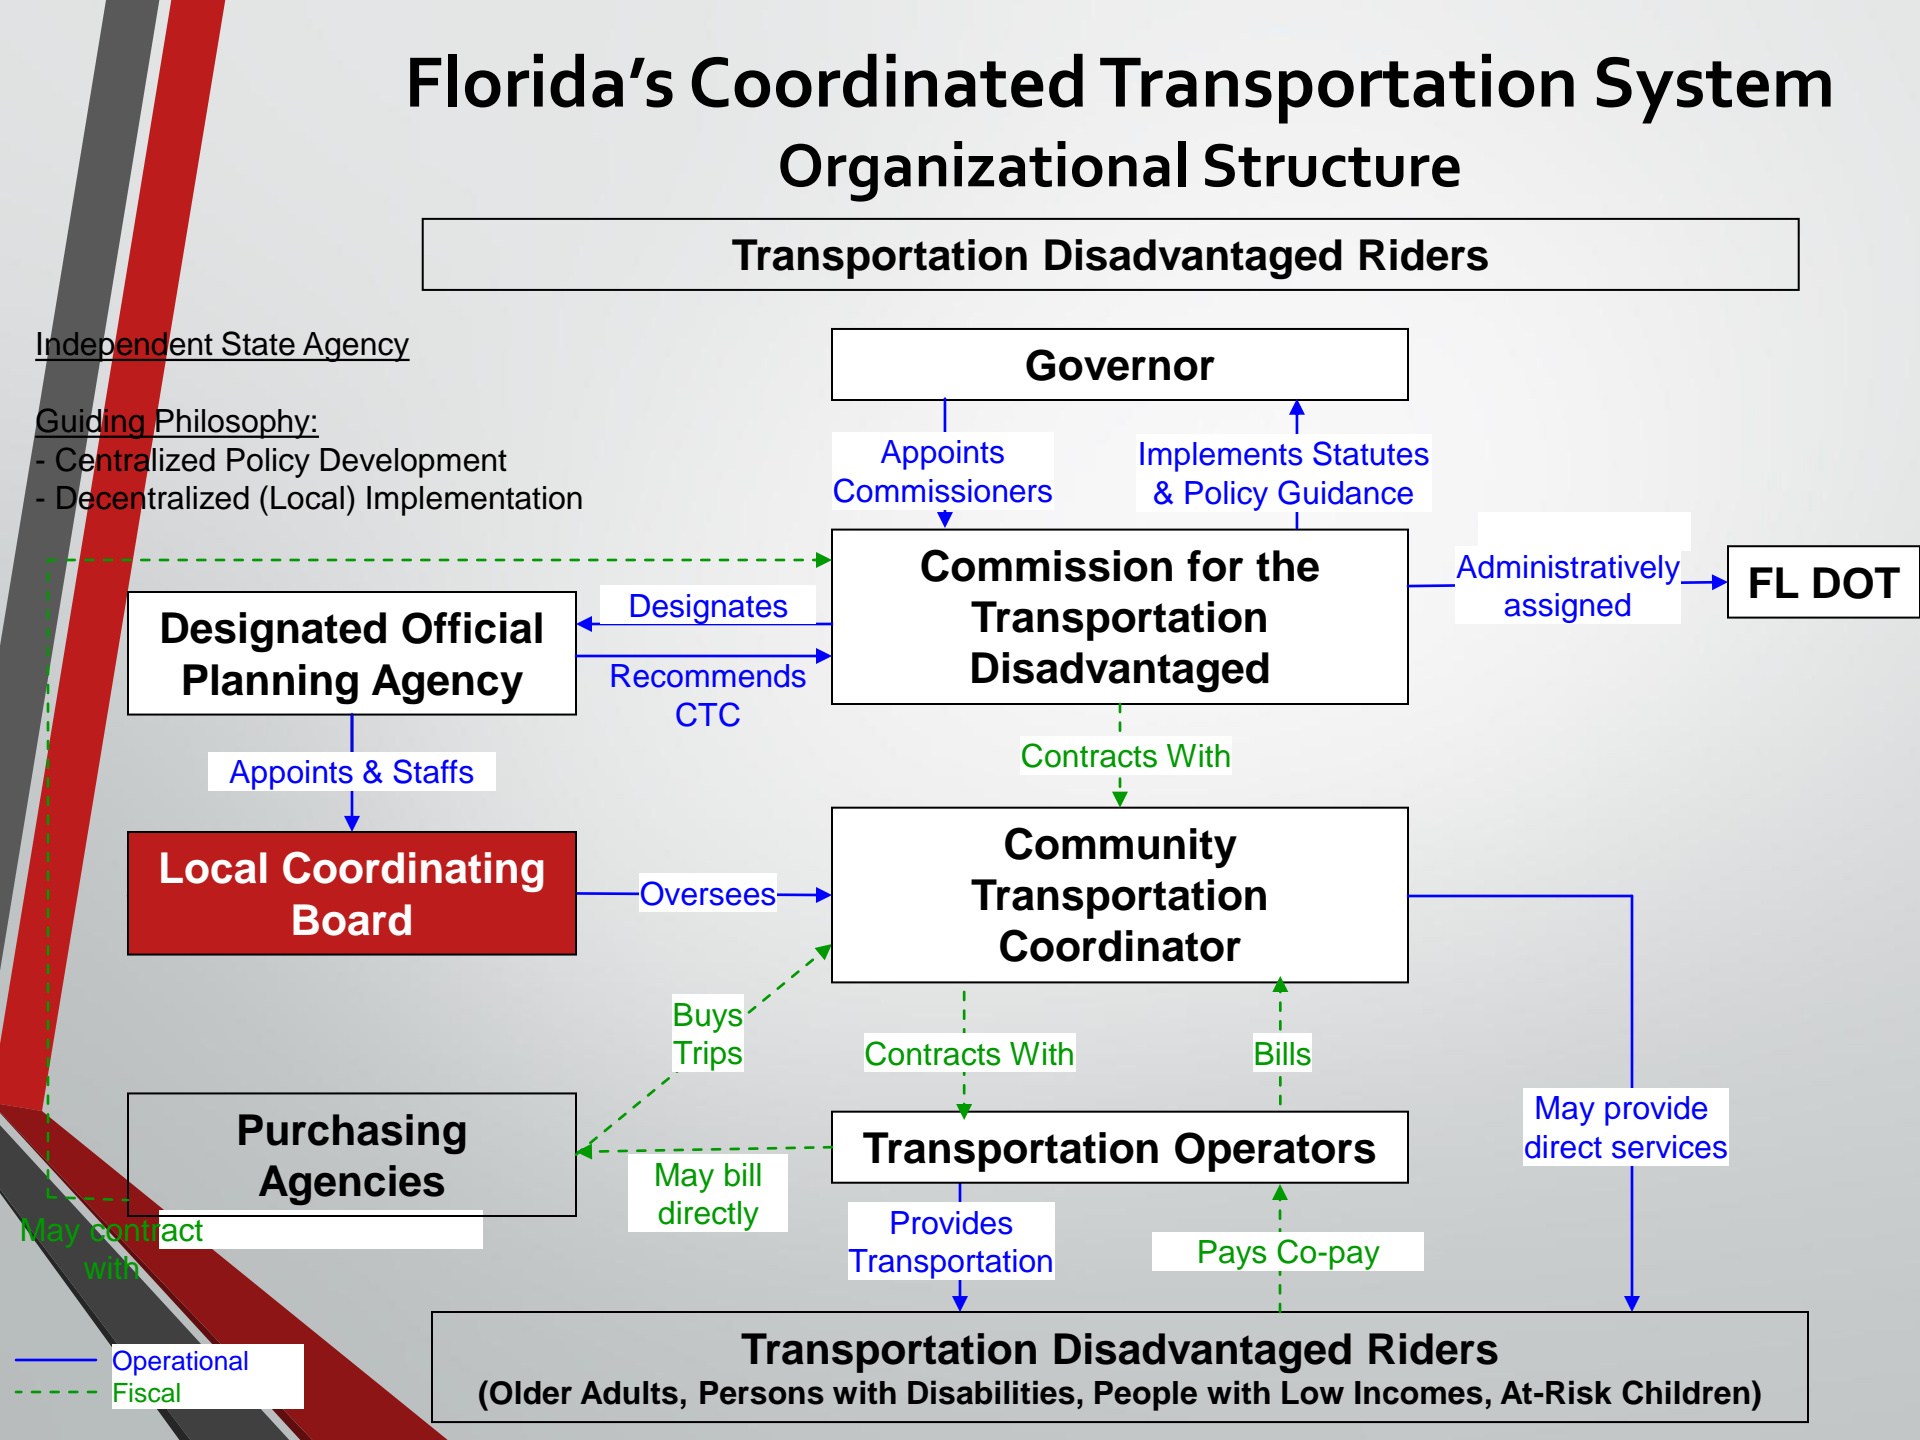 Florida's Coordinated Transportation System
Organizational Structure
Transportation Disadvantaged Riders
Independent State Agency
Guiding Philosophy:
- Centralized Policy Development
- Decentralized (Local) Implementation
Governor
Appoints
Commissioners
Implements Statutes
& Policy Guidance
Commission for the
Transportation
Disadvantaged
Administratively
assigned
FL DOT
Designates
Designated Official
Planning Agency
Recommends
CTC
Appoints & Staffs
Contracts With
Local Coordinating
Board
Oversees
Community
Transportation
Coordinator
Buys
Trips
Contracts With
Bills
May provide
direct services
Purchasing
Agencies
Transportation Operators
May bill
directly
May contract
with
Provides
Transportation
Pays Co-pay
Transportation Disadvantaged Riders
(Older Adults, Persons with Disabilities, People with Low Incomes, At-Risk Children)
Operational
Fiscal